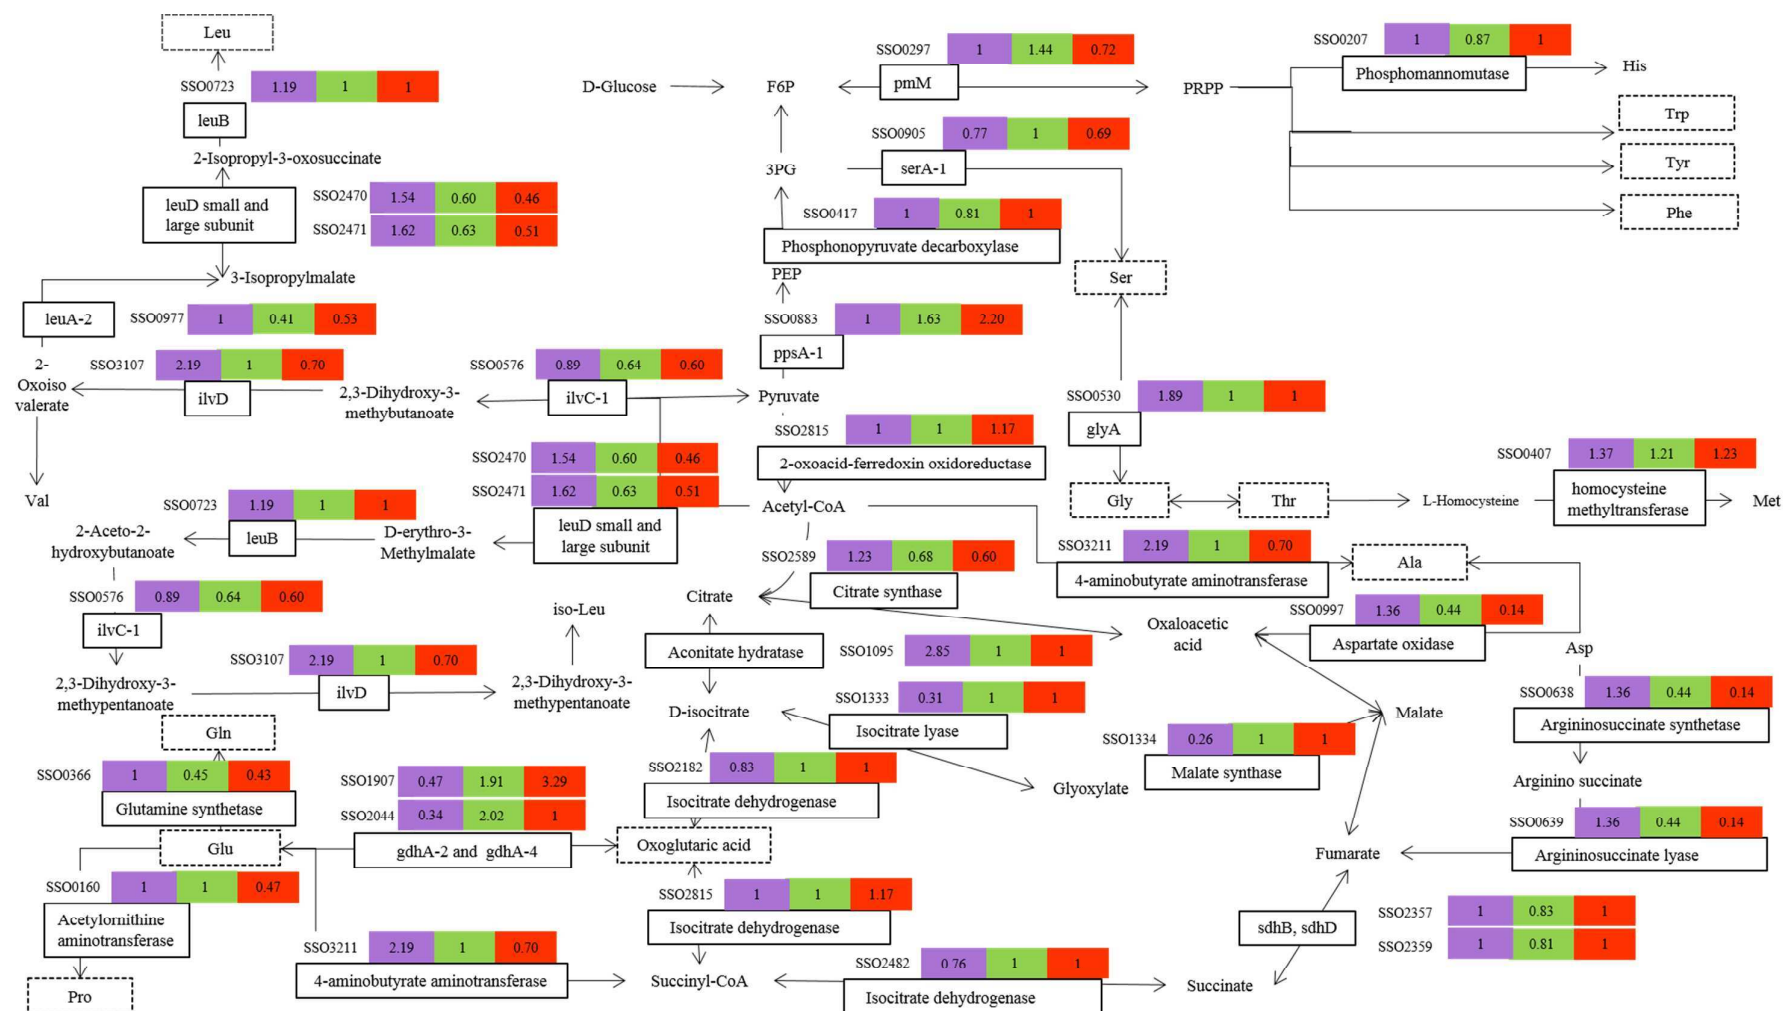 Leu
SSO0723 1.19 1 1
leuB
2-Isopropyl-3-oxosuccinate
leuD small and
large subunit
SSO2470 1.54 0.60 0.46
SSO2471 1.62 0.63 0.51
3-Isopropylmalate
leuA-2
SSO0977 1 0.41 0.53
2-
Oxoiso
valerate
SSO3107 2.19 1 0.70
ilvD
2,3-Dihydroxy-3-
methybutanoate
SSO0576 0.89 0.64 0.60
ilvC-1
Val
D-Glucose
F6P
SSO0297 1 1.44 0.72
pmM
PRPP
SSO0207 1 0.87 1
Phosphomannomutase
His
Trp
Tyr
Phe
SSO0905 0.77 1 0.69
3PG
serA-1
SSO0417 1 0.81 1
Phosphonopyruvate decarboxylase
PEP
Ser
SSO0883 1 1.63 2.20
ppsA-1
Pyruvate
SSO0530 1.89 1 1
glyA
SSO2815 1 1 1.17
2-oxoacid-ferredoxin oxidoreductase
SSO2470 1.54 0.60 0.46
SSO2471 1.62 0.63 0.51
leuD small and
large subunit
Acetyl-CoA
Gly
Thr
L-Homocysteine
SSO0407 1.37 1.21 1.23
homocysteine
methyltransferase
Met
SSO0723 1.19 1 1
leuB
2-Aceto-2-
hydroxybutanoate
D-erythro-3-
Methylmalate
SSO2589 1.23 0.68 0.60
Citrate synthase
SSO3211 2.19 1 0.70
4-aminobutyrate aminotransferase
Ala
SSO0576 0.89 0.64 0.60
ilvC-1
iso-Leu
Citrate
Oxaloacetic
acid
SSO0997 1.36 0.44 0.14
Aspartate oxidase
Asp
SSO3107 2.19 1 0.70
ilvD
2,3-Dihydroxy-3-
methypentanoate
2,3-Dihydroxy-3-
methypentanoate
Aconitate hydratase
SSO1095 2.85 1 1
D-isocitrate
SSO1333 0.31 1 1
Isocitrate lyase
Malate
SSO0638 1.36 0.44 0.14
Argininosuccinate synthetase
Gln
SSO1334 0.26 1 1
Malate synthase
Glyoxylate
Arginino succinate
SSO0366 1 0.45 0.43
Glutamine synthetase
SSO1907 0.47 1.91 3.29
SSO2044 0.34 2.02 1
gdhA-2 and gdhA-4
SSO2182 0.83 1 1
Isocitrate dehydrogenase
Glu
Oxoglutaric acid
Fumarate
SSO0639 1.36 0.44 0.14
Argininosuccinate lyase
SSO0160 1 1 0.47
Acetylornithine
aminotransferase
SSO2815 1 1 1.17
Isocitrate dehydrogenase
sdhB, sdhD
SSO2357 1 0.83 1
SSO2359 1 0.81 1
SSO3211 2.19 1 0.70
4-aminobutyrate aminotransferase
Succinyl-CoA
SSO2482 0.76 1 1
Isocitrate dehydrogenase
Succinate
Pro